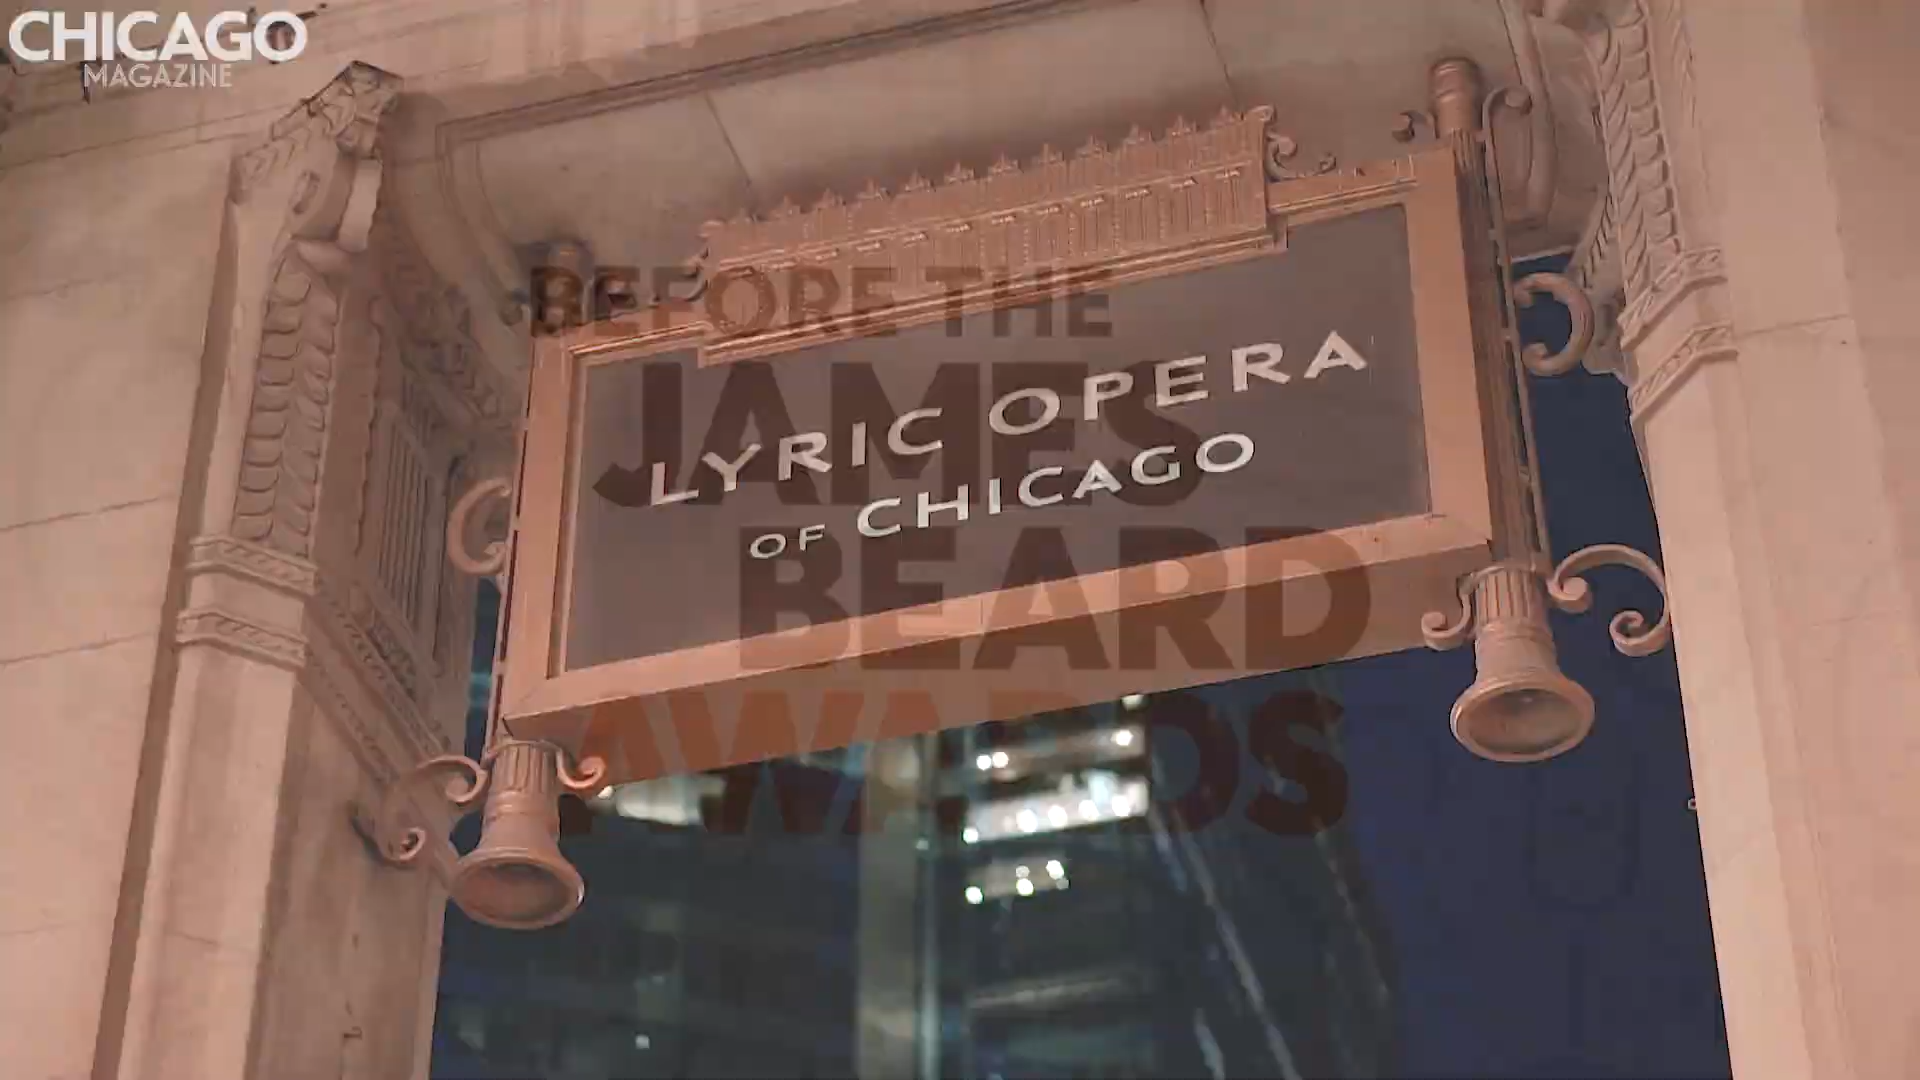 CHICAGO
MAGAZINE
BEFORE THE
JAMES
BEARD
AWARDS
LYRIC OPERA
OF CHICAGO